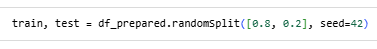 train, test = df_prepared.randomSplit([0.8, 0.2], seed=42)